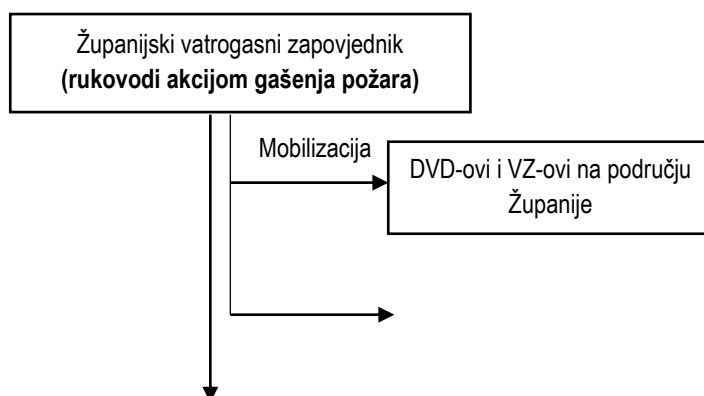 Županijski vatrogasni zapovjednik
(rukovodi akcijom gašenja požara)
Mobilizacija
DVD-ovi i VZ-ovi na području
Županije